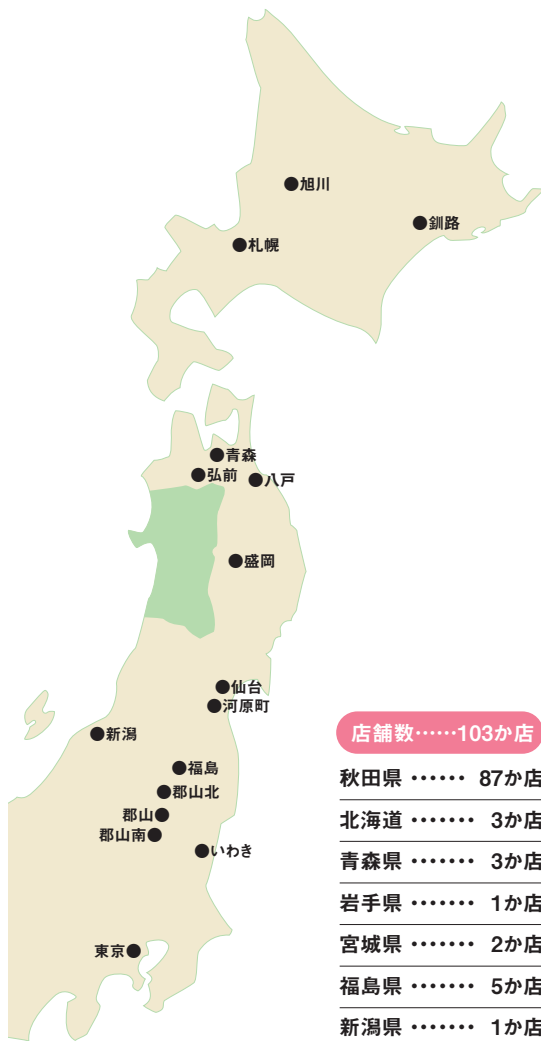 旭川
釧路
札幌
青森
弘前
八戸
盛岡
仙台
河原町
新潟
福島
郡山北
郡山
郡山南
いわき
東京
店舗数……103か店
秋田県 …… 87か店
北海道 ……. 3か店
青森県 ……. 3か店
岩手県 ……. 1か店
宮城県 ……. 2か店
福島県 ……. 5か店
新潟県 ……. 1か店